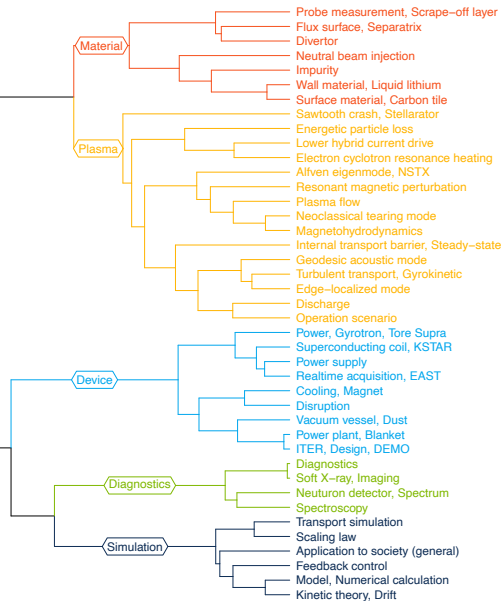 Probe measurement, Scrape−off layer
Flux surface, Separatrix
Material
Divertor
Neutral beam injection
Impurity
Wall material, Liquid lithium
Surface material, Carbon tile
Sawtooth crash, Stellarator
Energetic particle loss
Lower hybrid current drive
Plasma
Electron cyclotron resonance heating
Alfven eigenmode, NSTX
Resonant magnetic perturbation
Plasma flow
Neoclassical tearing mode
Magnetohydrodynamics
Internal transport barrier, Steady−state
Geodesic acoustic mode
Turbulent transport, Gyrokinetic
Edge−localized mode
Discharge
Operation scenario
Power, Gyrotron, Tore Supra
Superconducting coil, KSTAR
Power supply
Device
Realtime acquisition, EAST
Cooling, Magnet
Disruption
Vacuum vessel, Dust
Power plant, Blanket
ITER, Design, DEMO
Diagnostics
Soft X−ray, Imaging
Diagnostics
Neuturon detector, Spectrum
Spectroscopy
Transport simulation
Scaling law
Simulation
Application to society (general)
Feedback control
Model, Numerical calculation
Kinetic theory, Drift